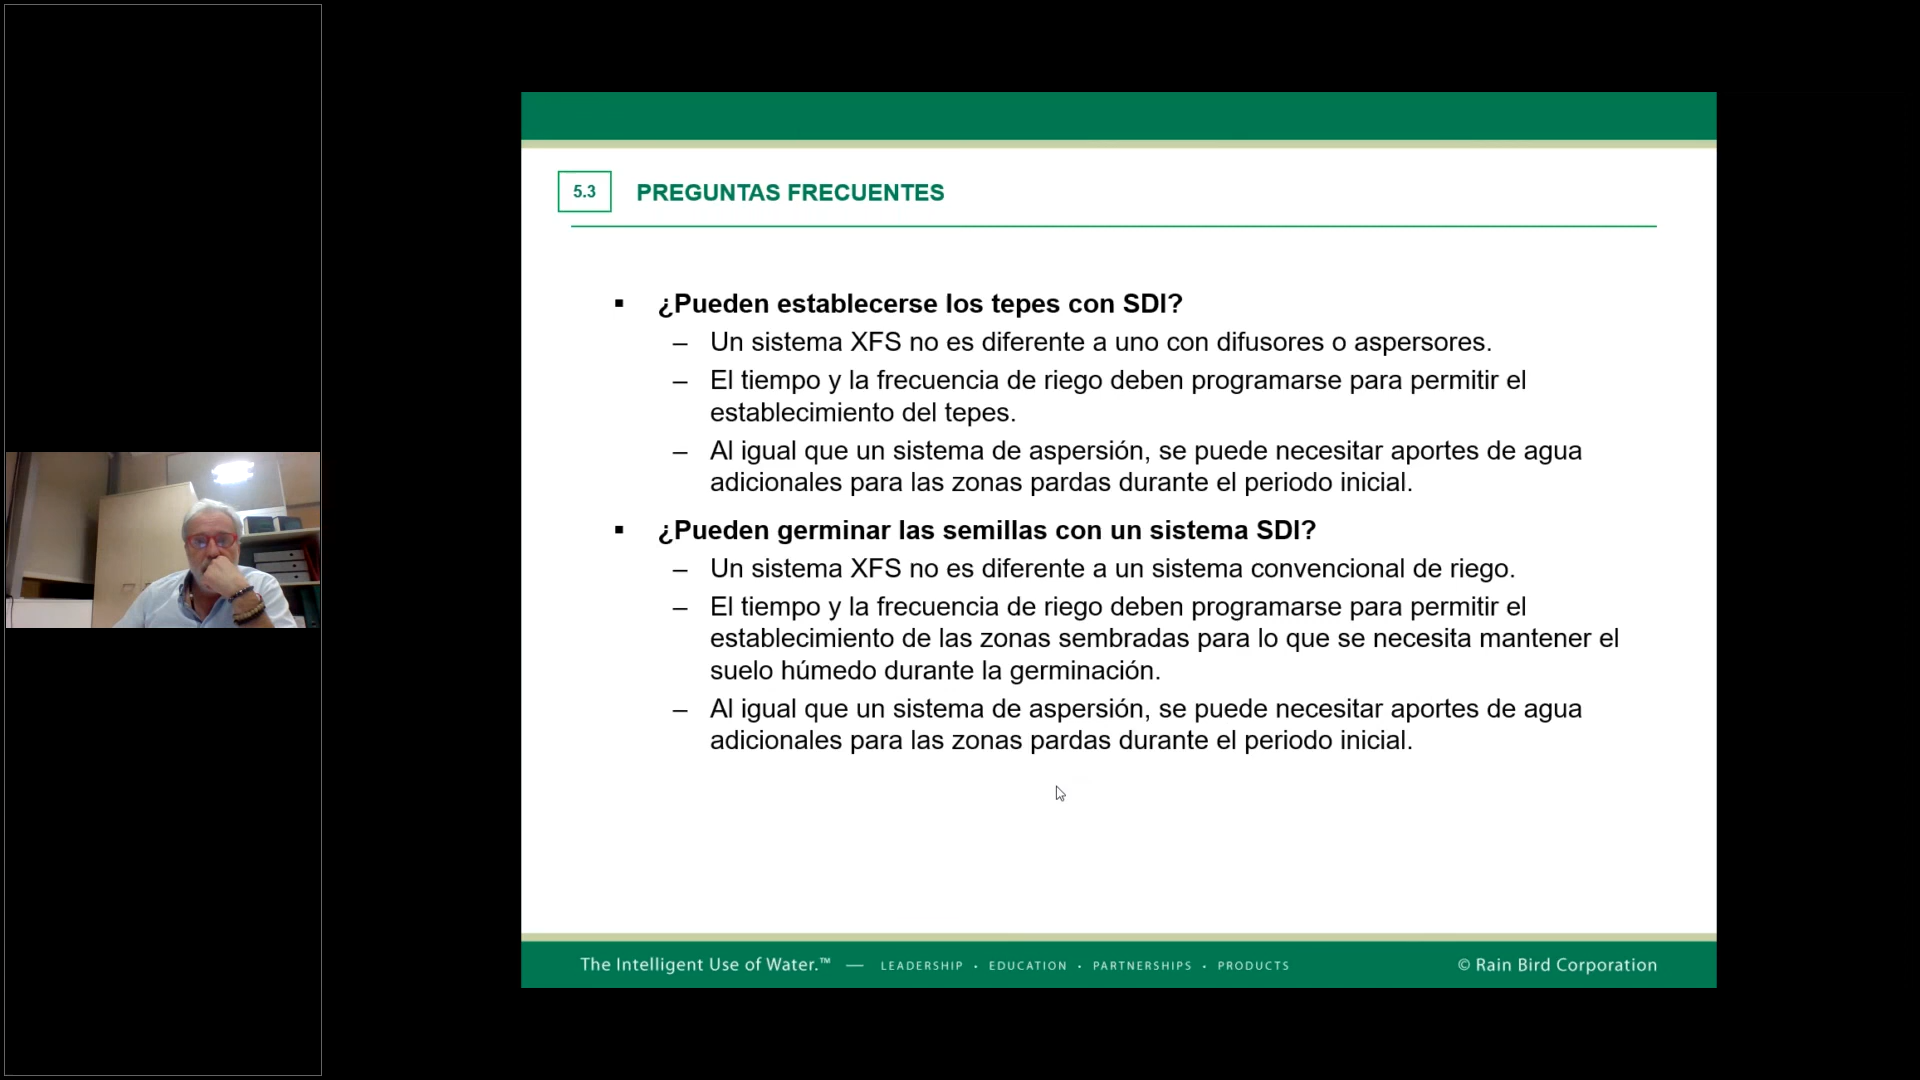 5.3 PREGUNTAS FRECUENTES
▪ ¿Pueden establecerse los tepes con SDI?
– Un sistema XFS no es diferente a uno con difusores o aspersores.
– El tiempo y la frecuencia de riego deben programarse para permitir el
establecimiento del tepes.
– Al igual que un sistema de aspersión, se puede necesitar aportes de agua
adicionales para las zonas pardas durante el periodo inicial.
▪ ¿Pueden germinar las semillas con un sistema SDI?
– Un sistema XFS no es diferente a un sistema convencional de riego.
– El tiempo y la frecuencia de riego deben programarse para permitir el
establecimiento de las zonas sembradas para lo que se necesita mantener el
suelo húmedo durante la germinación.
– Al igual que un sistema de aspersión, se puede necesitar aportes de agua
adicionales para las zonas pardas durante el periodo inicial.
The Intelligent Use of Water.™ — LEADERSHIP • EDUCATION • PARTNERSHIPS • PRODUCTS © Rain Bird Corporation